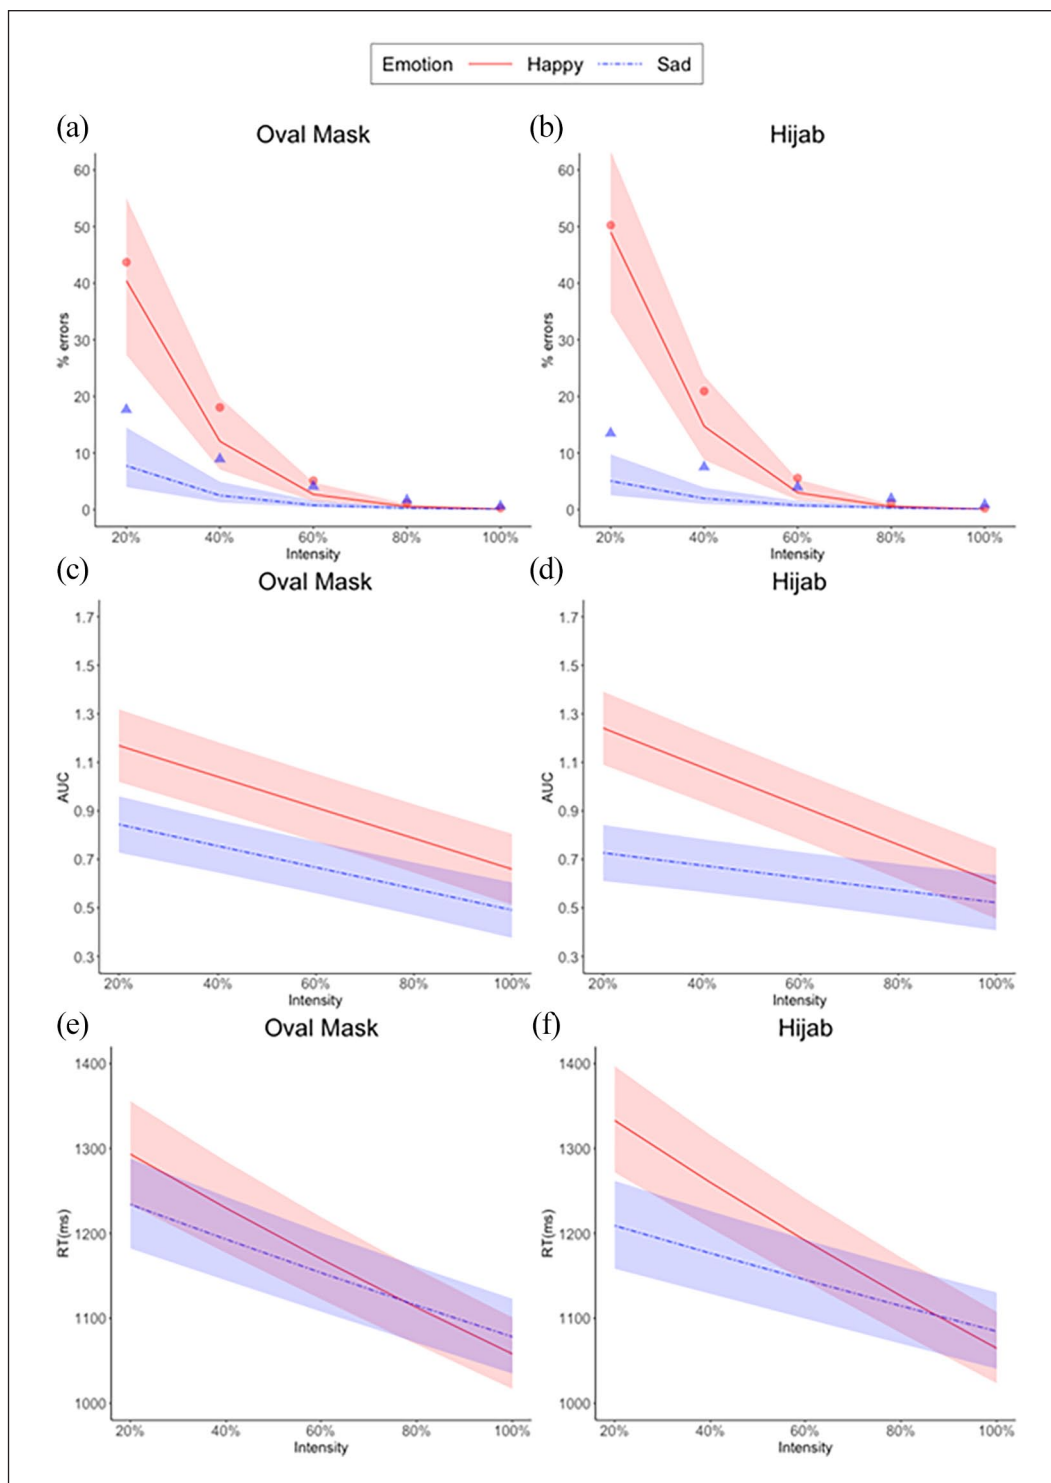 Emotion Happy Sad
(a) Oval Mask
(b) Hijab
60
50
40
30
20
10
0
% errors
20% 40% 60% 80% 100%
Intensity
60
50
40
30
20
10
0
% errors
20% 40% 60% 80% 100%
Intensity
(c) Oval Mask
(d) Hijab
1.7
1.5
1.3
1.1
0.9
0.7
0.5
0.3
AUC
20% 40% 60% 80% 100%
Intensity
1.7
1.5
1.3
1.1
0.9
0.7
0.5
0.3
AUC
20% 40% 60% 80% 100%
Intensity
(e) Oval Mask
(f) Hijab
1400
1300
1200
1100
1000
RT(ms)
20% 40% 60% 80% 100%
Intensity
1400
1300
1200
1100
1000
RT(ms)
20% 40% 60% 80% 100%
Intensity